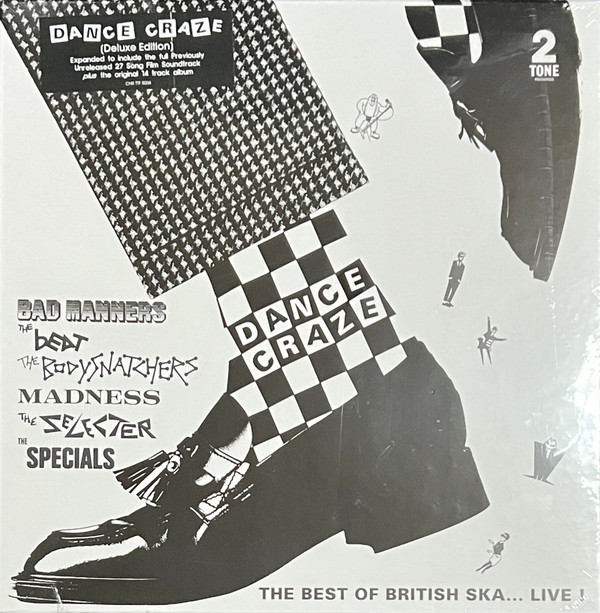 DANCE CRAZE
(Deluxe Edition)
Expanded to include the full Previously
Unreleased 27 Song Film Soundtrack
plus the original 14 track album
2
TONE
DANCE
CRAZE
BAD MANNERS
THE beat
THE BODYSNATCHERS
MADNESS
THE SELECTER
THE SPECIALS
THE BEST OF BRITISH SKA... LIVE !